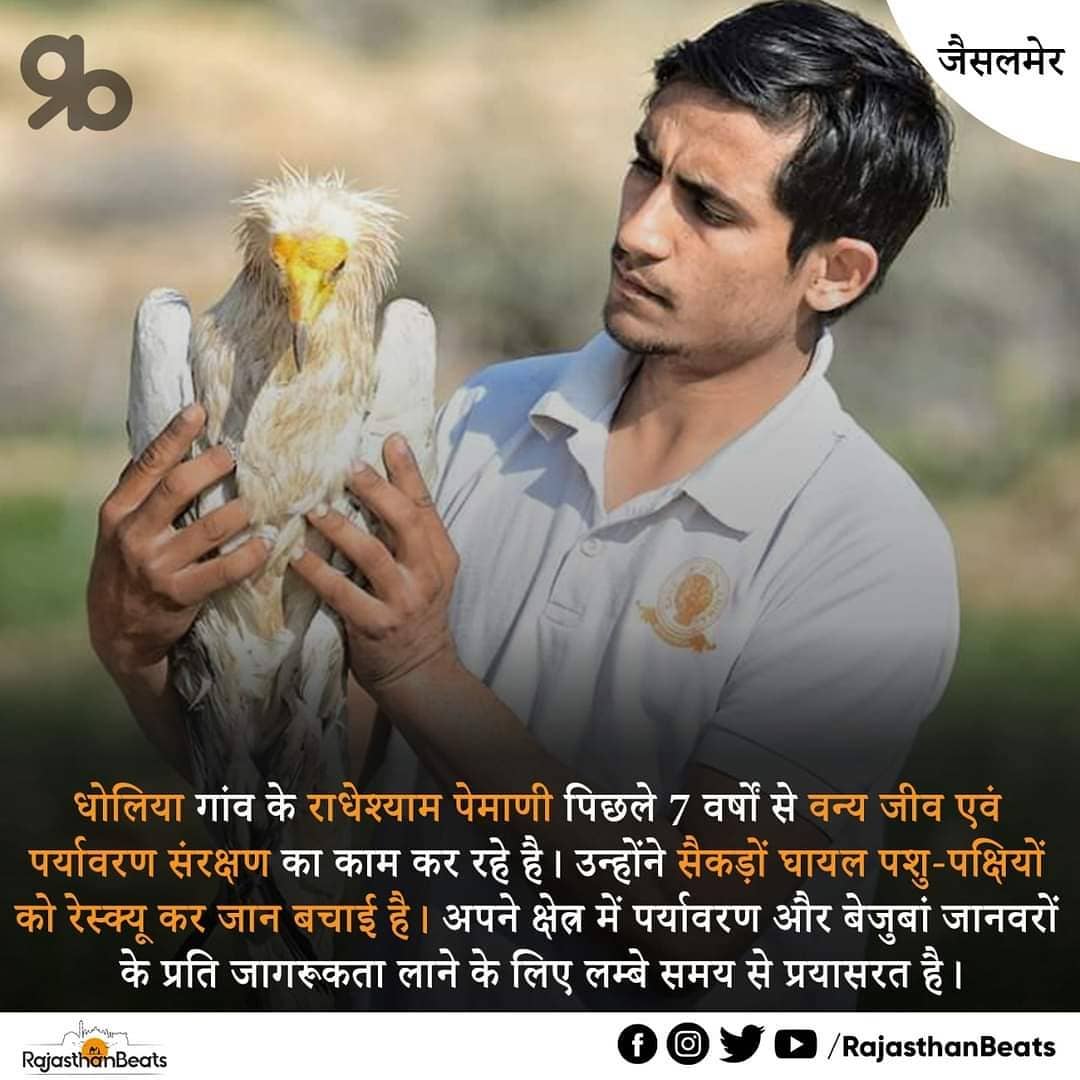 जैसलमेर
धोलिया गांव के राधेश्याम पेमाणी पिछले 7 वर्षों से वन्य जीव एवं
पर्यावरण संरक्षण का काम कर रहे है। उन्होंने सैकड़ों घायल पशु-पक्षियों
को रेस्क्यू कर जान बचाई है। अपने क्षेत्र में पर्यावरण और बेजुबां जानवरों
के प्रति जागरूकता लाने के लिए लम्बे समय से प्रयासरत है।
RajasthanBeats
/RajasthanBeats